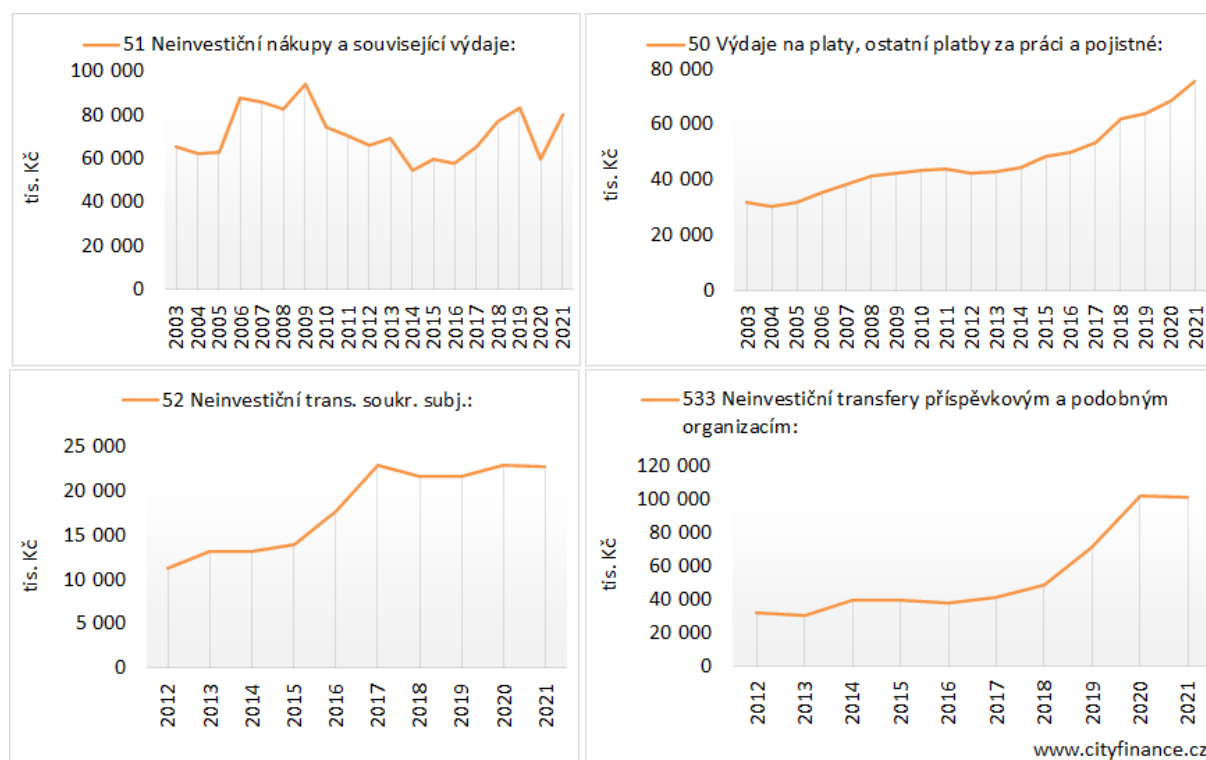 51 Neinvestiční nákupy a související výdaje:
100 000
80 000
60 000
40 000
20 000
0
tis. Kč
2003 2004 2005 2006 2007 2008 2009 2010 2011 2012 2013 2014 2015 2016 2017 2018 2019 2020 2021
50 Výdaje na platy, ostatní platby za práci a pojistné:
80 000
60 000
40 000
20 000
0
tis. Kč
2003 2004 2005 2006 2007 2008 2009 2010 2011 2012 2013 2014 2015 2016 2017 2018 2019 2020 2021
52 Neinvestiční trans. soukr. subj.:
25 000
20 000
15 000
10 000
5 000
0
tis. Kč
2012 2013 2014 2015 2016 2017 2018 2019 2020 2021
533 Neinvestiční transfery příspěvkovým a podobným
organizacím:
120 000
100 000
80 000
60 000
40 000
20 000
0
tis. Kč
2012 2013 2014 2015 2016 2017 2018 2019 2020 2021
www.cityfinance.cz